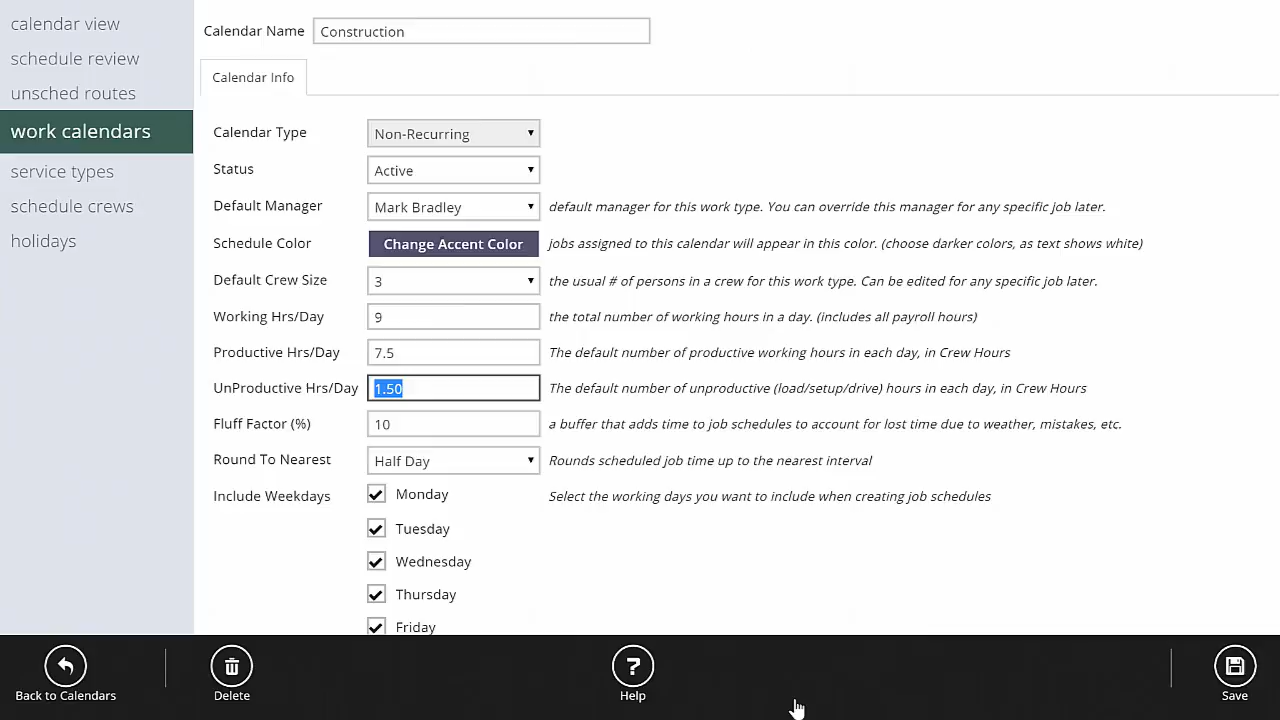 calendar view
schedule review
unsched routes
work calendars
service types
schedule crews
holidays
Calendar Name Construction
Calendar Info
Calendar Type Non-Recurring
Status Active
Default Manager Mark Bradley default manager for this work type. You can override this manager for any specific job later.
Schedule Color Change Accent Color jobs assigned to this calendar will appear in this color. (choose darker colors, as text shows white)
Default Crew Size 3 the usual # of persons in a crew for this work type. Can be edited for any specific job later.
Working Hrs/Day 9 the total number of working hours in a day. (includes all payroll hours)
Productive Hrs/Day 7.5 The default number of productive working hours in each day, in Crew Hours
UnProductive Hrs/Day 1.50 The default number of unproductive (load/setup/drive) hours in each day, in Crew Hours
Fluff Factor (%) 10 a buffer that adds time to job schedules to account for lost time due to weather, mistakes, etc.
Round To Nearest Half Day Rounds scheduled job time up to the nearest interval
Include Weekdays Monday Select the working days you want to include when creating job schedules
Tuesday
Wednesday
Thursday
Friday
Back to Calendars Delete ? Help Save